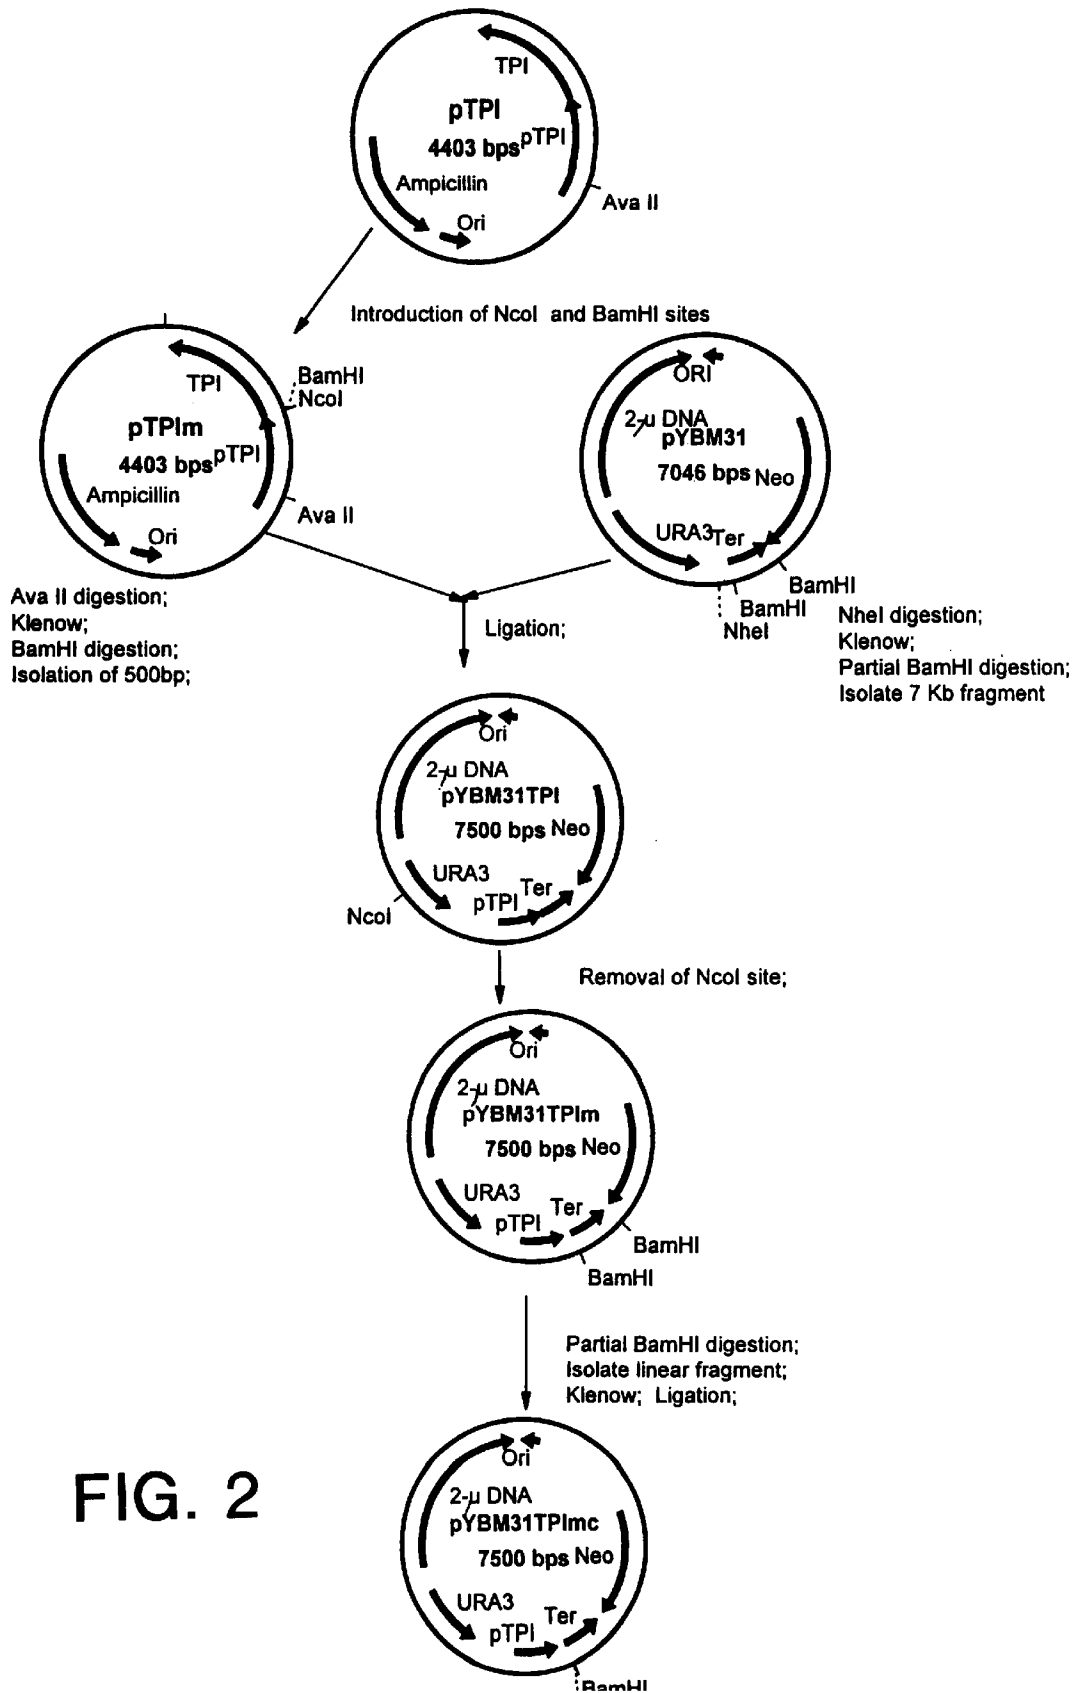 TPI
pTPI
4403 bps
pTPI
Ampicillin
Ori
Ava II
Introduction of NcoI and BamHI sites
TPI
BamHI
NcoI
pTPIm
4403 bps
pTPI
Ampicillin
Ori
Ava II
ORI
2-µ DNA
pYBM31
7046 bps
Neo
URA3
Ter
BamHI
BamHI
NheI
Ava II digestion;
Klenow;
BamHI digestion;
Isolation of 500bp;
Ligation;
NheI digestion;
Klenow;
Partial BamHI digestion;
Isolate 7 Kb fragment
Ori
2-µ DNA
pYBM31TPI
7500 bps
Neo
URA3
pTPI
Ter
NcoI
Removal of NcoI site;
Ori
2-µ DNA
pYBM31TPIm
7500 bps
Neo
URA3
pTPI
Ter
BamHI
BamHI
Partial BamHI digestion;
Isolate linear fragment;
Klenow; Ligation;
FIG. 2
Ori
2-µ DNA
pYBM31TPImc
7500 bps
Neo
URA3
pTPI
Ter
BamHI